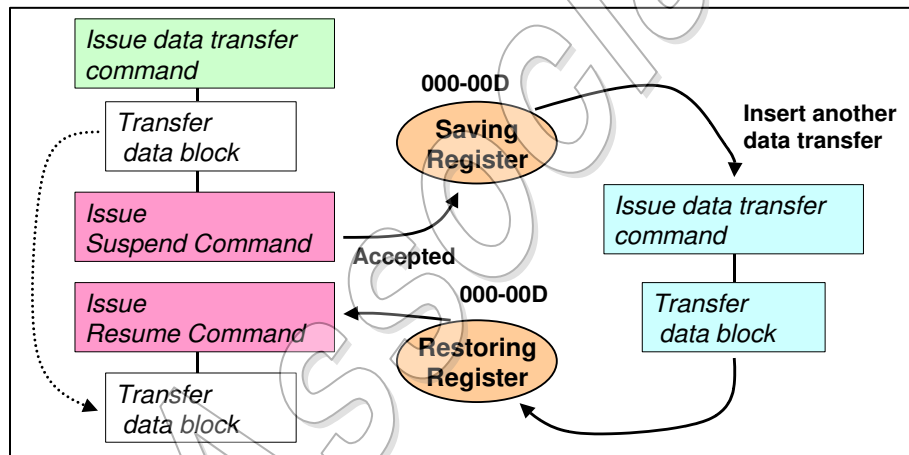 Issue data transfer
command
Transfer
data block
Issue
Suspend Command
Accepted
000-00D
Saving
Register
Insert another
data transfer
Issue data transfer
command
Transfer
data block
000-00D
Restoring
Register
Issue
Resume Command
Transfer
data block